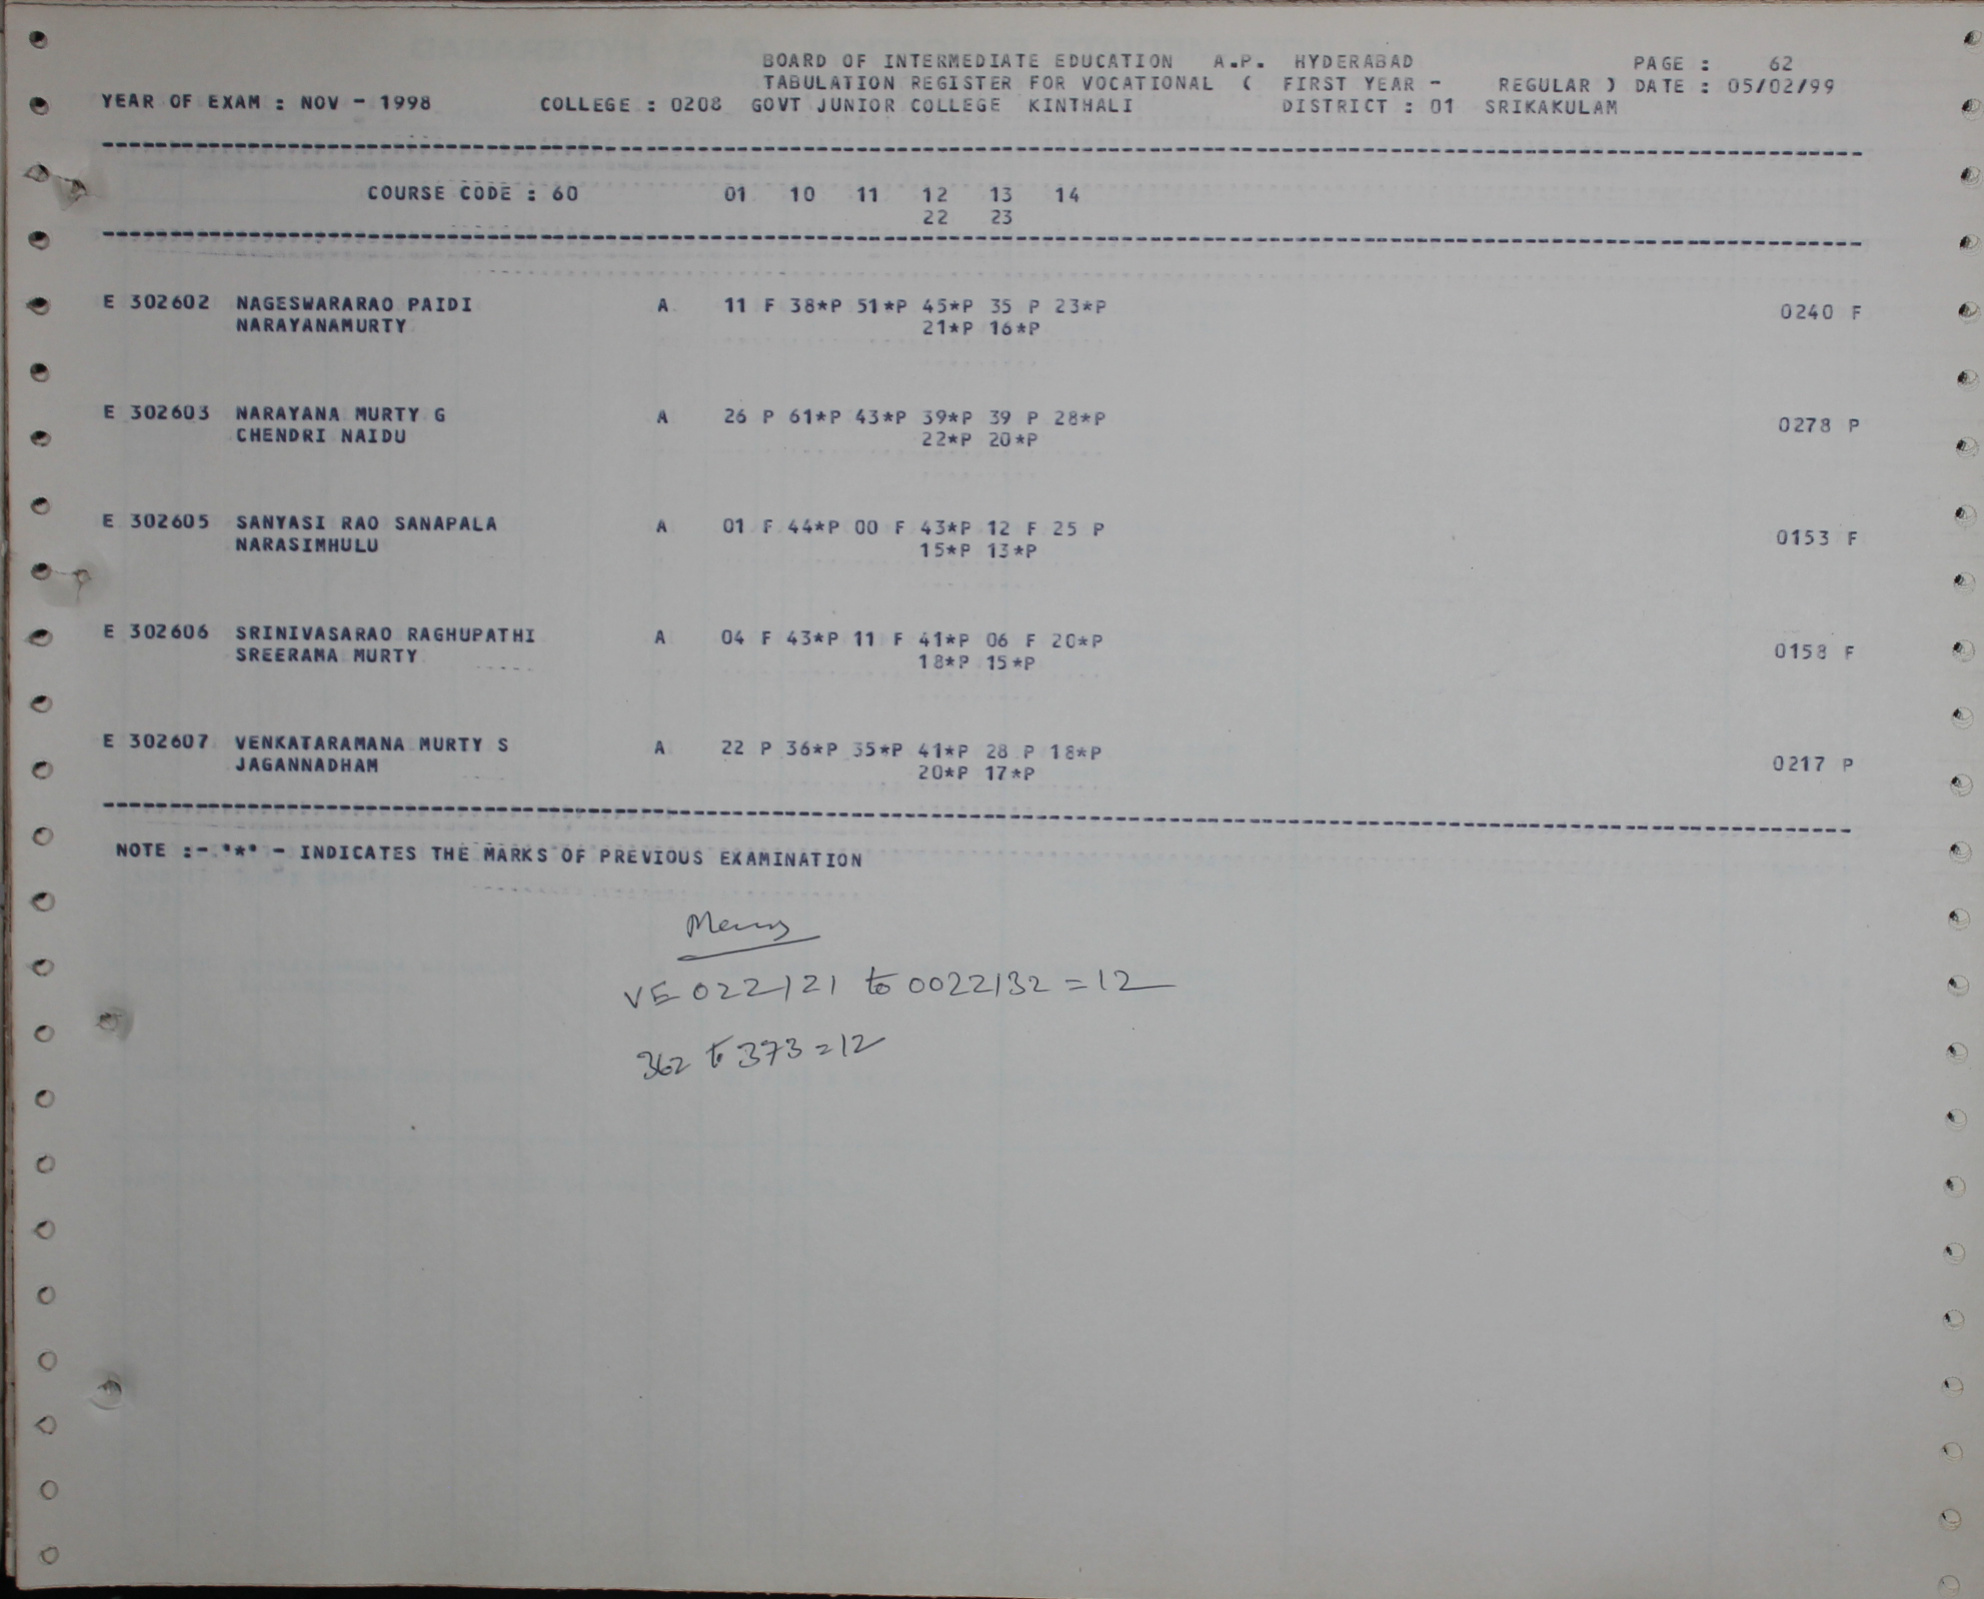 BOARD OF INTERMEDIATE EDUCATION A.P. HYDERABAD PAGE : 62
TABULATION REGISTER FOR VOCATIONAL ( FIRST YEAR - REGULAR ) DATE : 05/02/99
YEAR OF EXAM : NOV - 1998 COLLEGE : 0208 GOVT JUNIOR COLLEGE KINTHALI DISTRICT : 01 SRIKAKULAM
COURSE CODE : 60 01 10 11 12 13 14
22 23
E 302602 NAGESWARARAO PAIDI A 11 F 38*P 51*P 45*P 35 P 23*P 0240 F
NARAYANAMURTY 21*P 16*P
E 302603 NARAYANA MURTY G A 26 P 61*P 43*P 39*P 39 P 28*P 0278 P
CHENDRI NAIDU 22*P 20*P
E 302605 SANYASI RAO SANAPALA A 01 F 44*P 00 F 43*P 12 F 25 P 0153 F
NARASIMHULU 15*P 13*P
E 302606 SRINIVASARAO RAGHUPATHI A 04 F 43*P 11 F 41*P 06 F 20*P 0158 F
SREERAMA MURTY 18*P 15*P
E 302607 VENKATARAMANA MURTY S A 22 P 36*P 35*P 41*P 28 P 18*P 0217 P
JAGANNADHAM 20*P 17*P
NOTE :- '*' - INDICATES THE MARKS OF PREVIOUS EXAMINATION
VE 022121 to 0022132 = 12
362 to 373 = 12